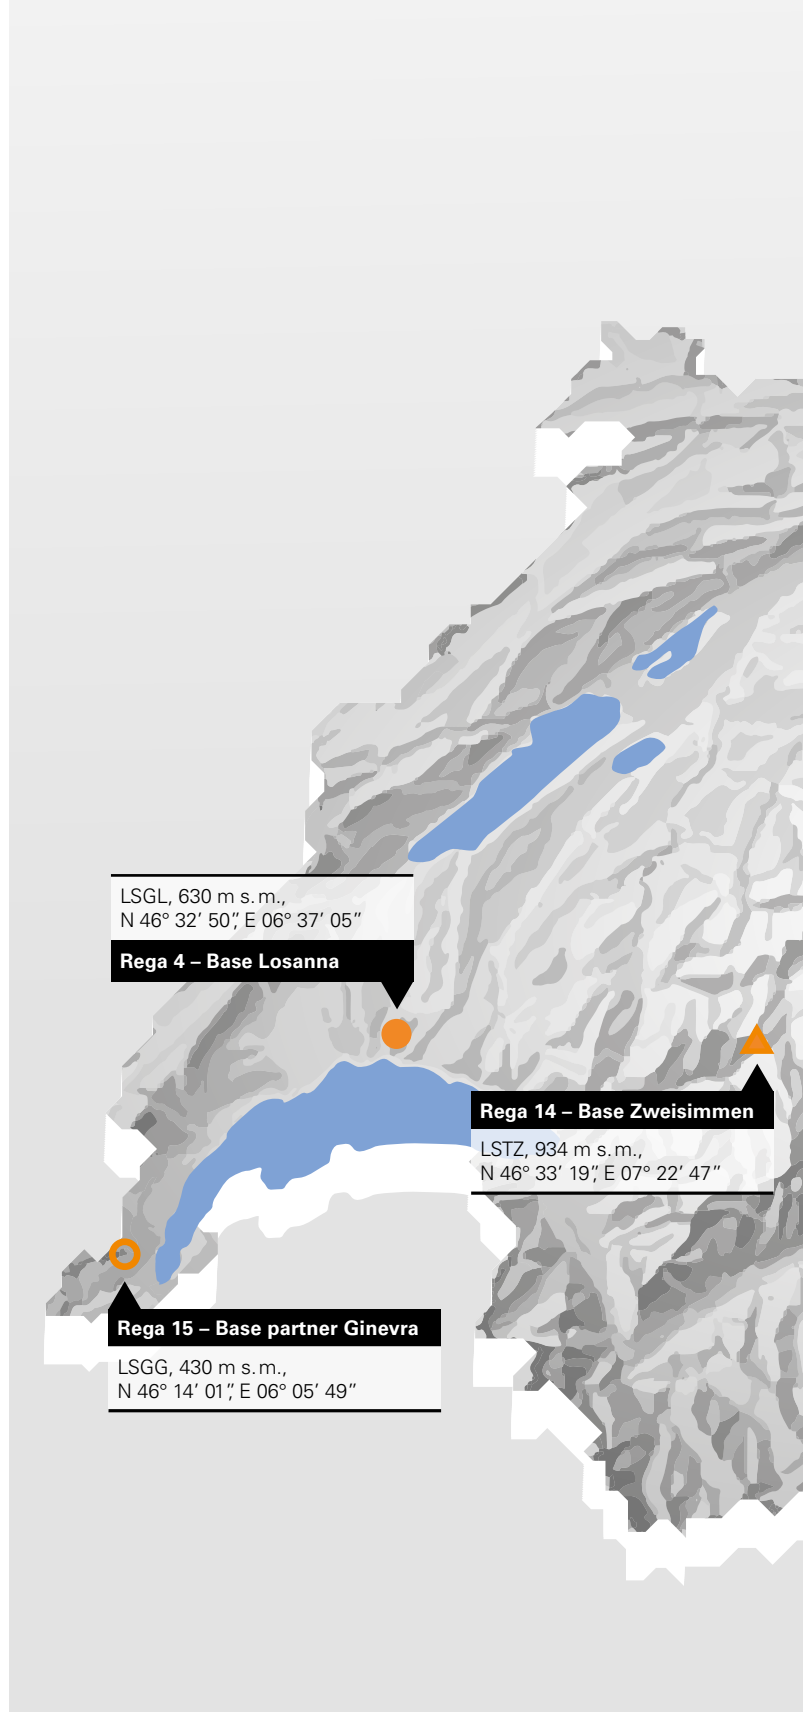 LSGL, 630 m s.m.,
N 46° 32’ 50”, E 06° 37’ 05”
Rega 4 – Base Losanna
Rega 14 – Base Zweisimmen
LSTZ, 934 m s.m.,
N 46° 33’ 19”, E 07° 22’ 47”
Rega 15 – Base partner Ginevra
LSGG, 430 m s.m.,
N 46° 14’ 01”, E 06° 05’ 49”